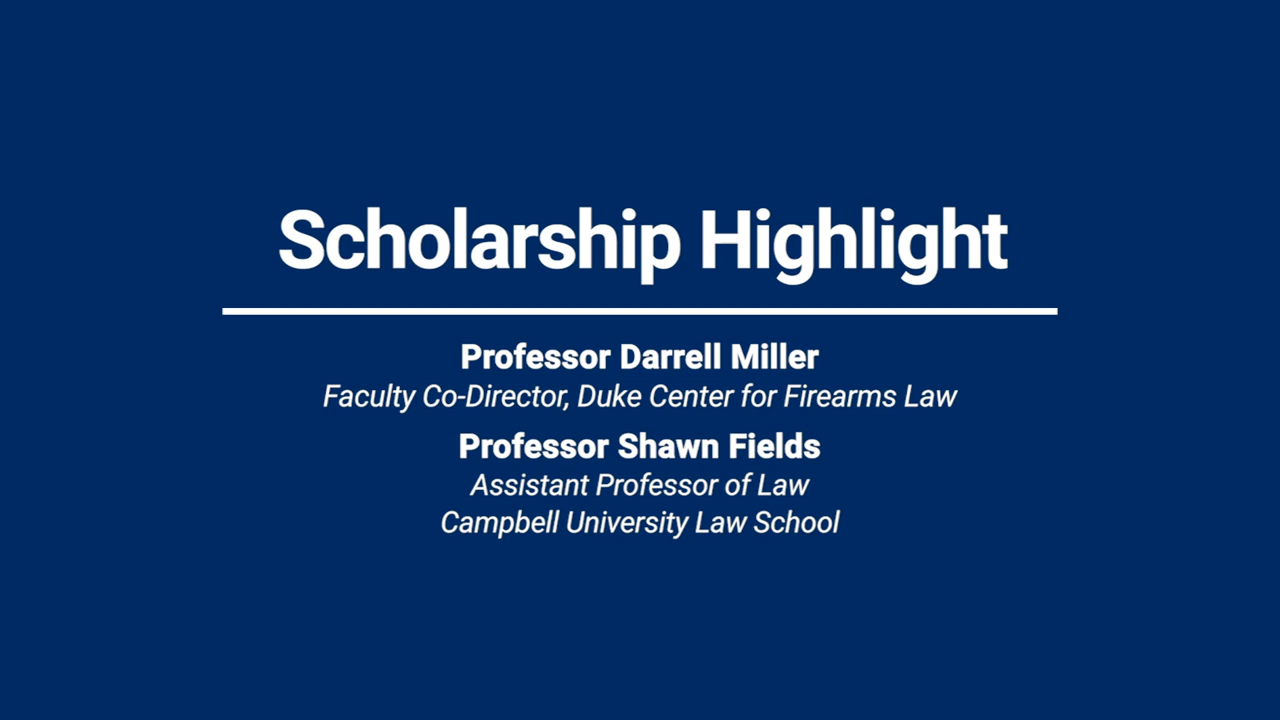 Scholarship Highlight
Professor Darrell Miller
Faculty Co-Director, Duke Center for Firearms Law
Professor Shawn Fields
Assistant Professor of Law
Campbell University Law School